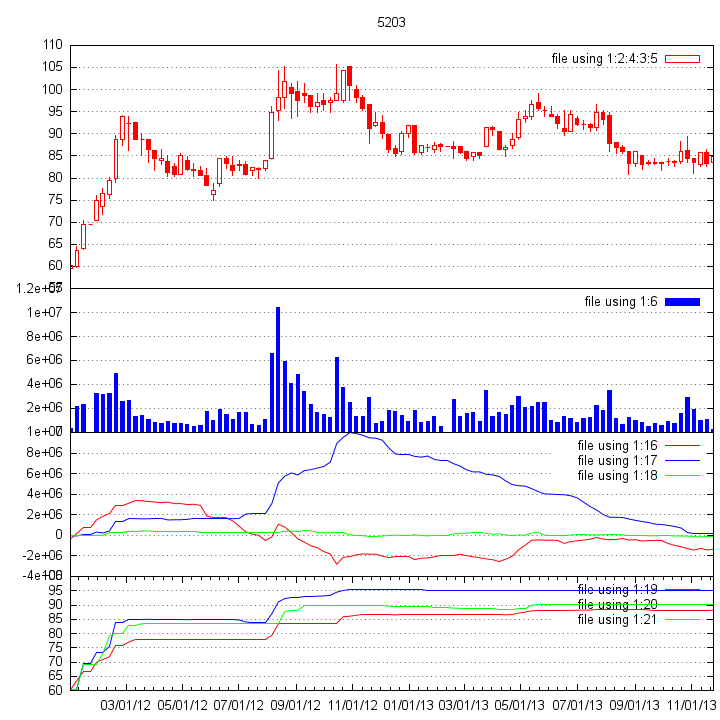 5203
110
file using 1:2:4:3:5
105
100
95
90
85
80
75
70
65
60
1.2e+07
file using 1:6
1e+07
8e+06
6e+06
4e+06
2e+06
1e+07
file using 1:16
8e+06
file using 1:17
6e+06
file using 1:18
4e+06
2e+06
0
-2e+06
-4e+06
95
file using 1:19
90
file using 1:20
85
file using 1:21
80
75
70
65
60
03/01/12 05/01/12 07/01/12 09/01/12 11/01/12 01/01/13 03/01/13 05/01/13 07/01/13 09/01/13 11/01/13